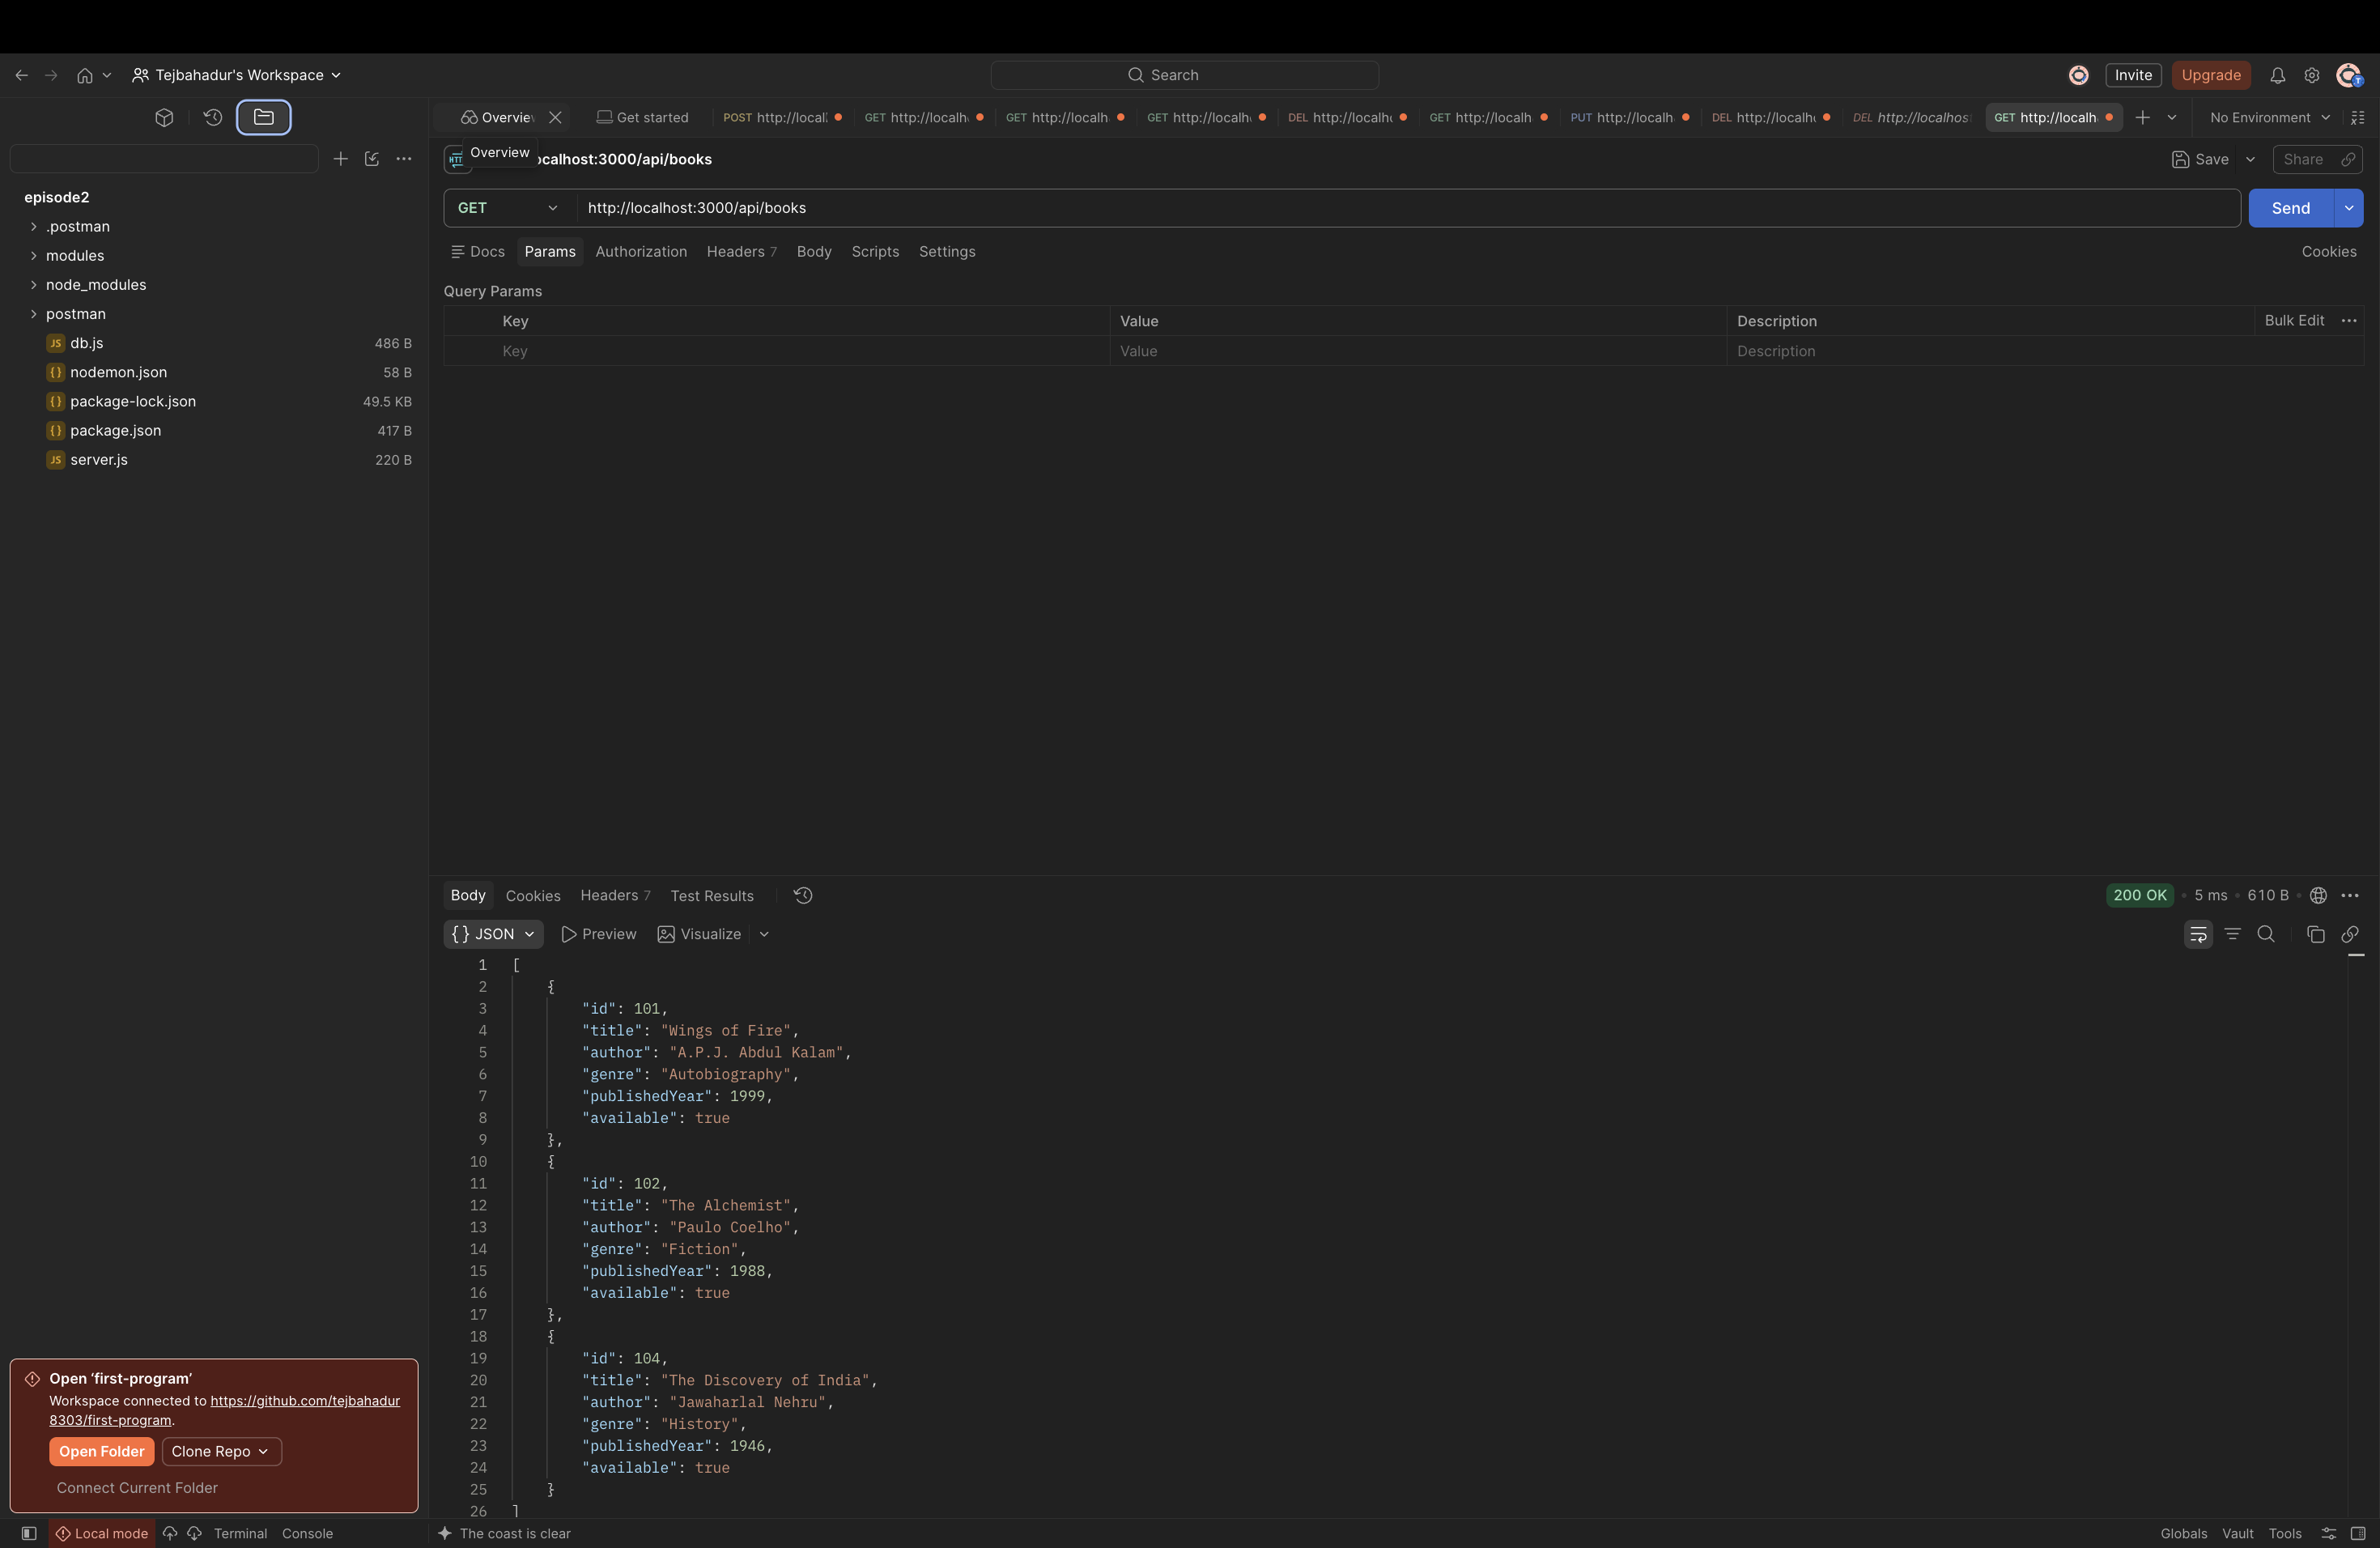 Tejbahadur's Workspace
Search
Invite
Upgrade
Overvie
Get started
POST http://local
GET http://localh
GET http://localh
GET http://localh
DEL http://localh
GET http://localh
PUT http://localh
DEL http://localh
DEL http://localhos
GET http://localh
No Environment
Overview
ocalhost:3000/api/books
Save
Share
episode2
.postman
modules
node_modules
postman
JS db.js 486 B
{} nodemon.json 58 B
{} package-lock.json 49.5 KB
{} package.json 417 B
JS server.js 220 B
GET http://localhost:3000/api/books
Send
Docs Params Authorization Headers 7 Body Scripts Settings
Cookies
Query Params
Key Value Description Bulk Edit
Key Value Description
Body Cookies Headers 7 Test Results
200 OK • 5 ms • 610 B
{} JSON Preview Visualize
1 [
2 {
3 "id": 101,
4 "title": "Wings of Fire",
5 "author": "A.P.J. Abdul Kalam",
6 "genre": "Autobiography",
7 "publishedYear": 1999,
8 "available": true
9 },
10 {
11 "id": 102,
12 "title": "The Alchemist",
13 "author": "Paulo Coelho",
14 "genre": "Fiction",
15 "publishedYear": 1988,
16 "available": true
17 },
18 {
19 "id": 104,
20 "title": "The Discovery of India",
21 "author": "Jawaharlal Nehru",
22 "genre": "History",
23 "publishedYear": 1946,
24 "available": true
25 }
26 ]
Open ‘first-program’
Workspace connected to https://github.com/tejbahadur
8303/first-program.
Open Folder
Clone Repo
Connect Current Folder
Local mode
Terminal
Console
The coast is clear
Globals
Vault
Tools